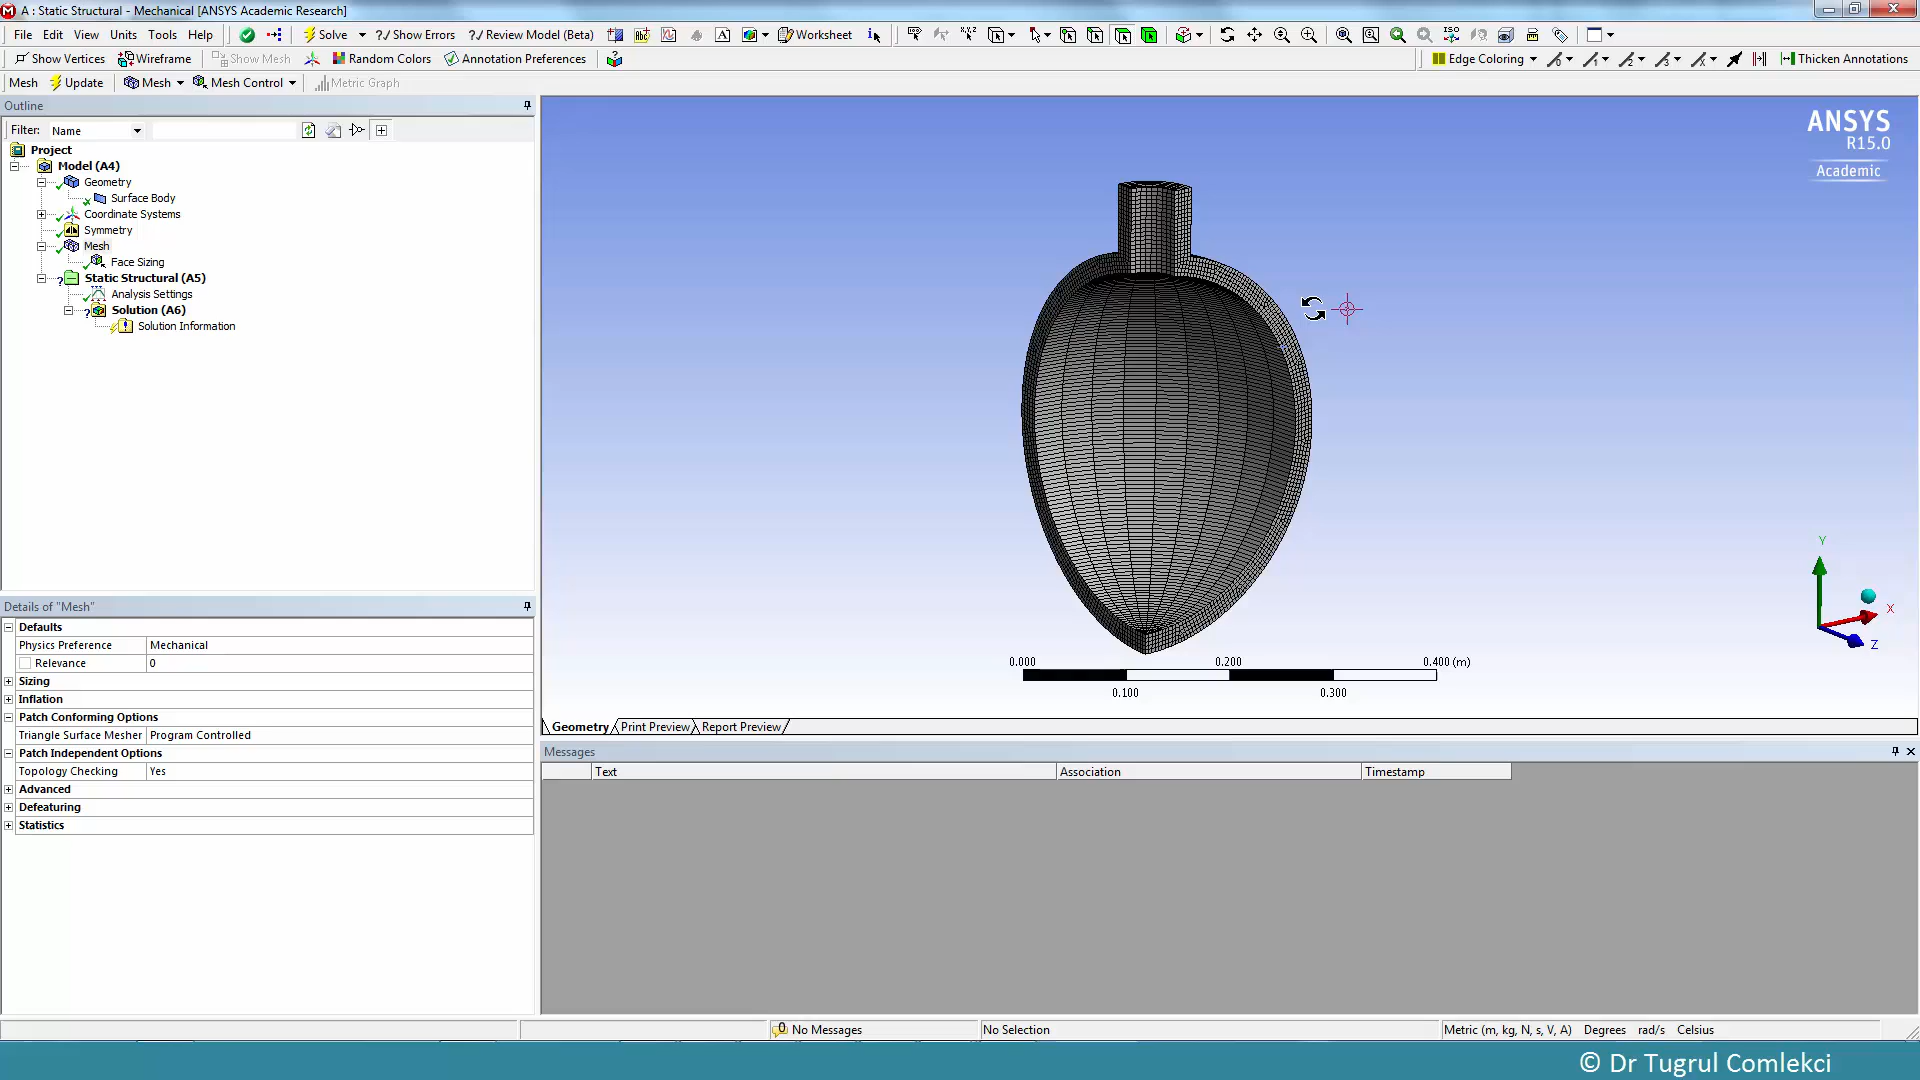 A : Static Structural - Mechanical [ANSYS Academic Research]
File Edit View Units Tools Help Solve ?/ Show Errors ?/ Review Model (Beta) Worksheet
Show Vertices Wireframe Show Mesh Random Colors Annotation Preferences Edge Coloring Thicken Annotations
Mesh Update Mesh Mesh Control Metric Graph
Outline
Filter: Name
Project
Model (A4)
Geometry
Surface Body
Coordinate Systems
Symmetry
Mesh
Face Sizing
Static Structural (A5)
Analysis Settings
Solution (A6)
Solution Information
ANSYS
R15.0
Academic
Y
X
Z
0.000 0.200 0.400 (m)
0.100 0.300
Geometry Print Preview Report Preview
Details of "Mesh"
Defaults
Physics Preference Mechanical
Relevance 0
Sizing
Inflation
Patch Conforming Options
Triangle Surface Mesher Program Controlled
Patch Independent Options
Topology Checking Yes
Advanced
Defeaturing
Statistics
Messages
Text Association Timestamp
No Messages No Selection Metric (m, kg, N, s, V, A) Degrees rad/s Celsius
© Dr Tugrul Comlekci